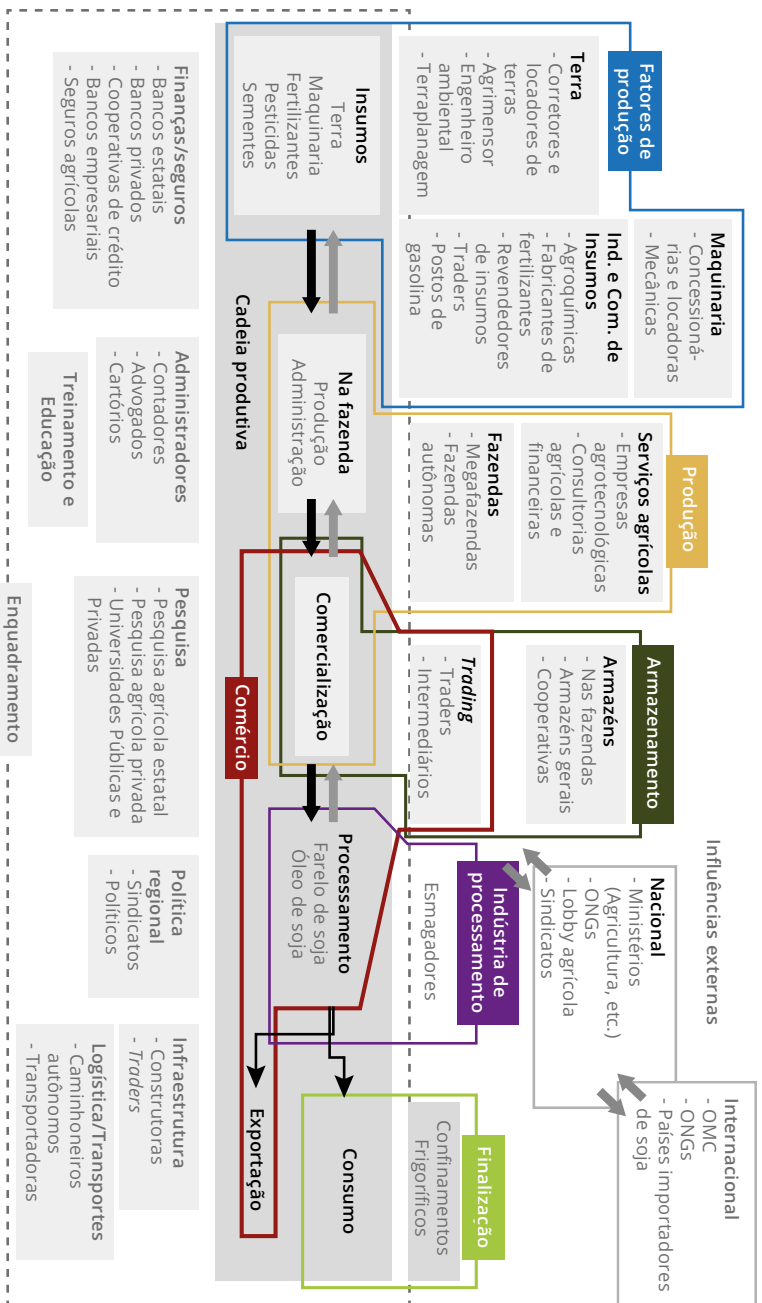 Fatores de
produção
Terra
- Corretores e
locadores de
terras
- Agrimensor
- Engenheiro
ambiental
- Terraplanagem
Maquinaria
- Concessioná-
rias e locadoras
- Mecânicas
Ind. e Com. de
Insumos
- Agroquímicas
- Fabricantes de
fertilizantes
- Revendedores
de insumos
- Traders
- Postos de
gasolina
Produção
Serviços agrícolas
- Empresas
agrotecnológicas
- Consultorias
agrícolas e
financeiras
Fazendas
- Megafazendas
- Fazendas
autônomas
Armazenamento
Armazéns
- Nas fazendas
- Armazéns gerais
- Cooperativas
Trading
- Traders
- Intermediários
Influências externas
Nacional
- Ministérios
(Agricultura, etc.)
- ONGs
- Lobby agrícola
- Sindicatos
Internacional
- OMC
- ONGs
- Países importadores
de soja
Indústria de
processamento
Esmagadores
Finalização
Confinamentos
Frigoríficos
Insumos
Terra
Maquinaria
Fertilizantes
Pesticidas
Sementes
Na fazenda
Produção
Administração
Comercialização
Processamento
Farelo de soja
Óleo de soja
Consumo
Exportação
Cadeia produtiva
Comércio
Finanças/seguros
- Bancos estatais
- Bancos privados
- Cooperativas de crédito
- Bancos empresariais
- Seguros agrícolas
Administradores
- Contadores
- Advogados
- Cartórios
Treinamento e
Educação
Pesquisa
- Pesquisa agrícola estatal
- Pesquisa agrícola privada
- Universidades Públicas e
Privadas
Política
regional
- Sindicatos
- Políticos
Infraestrutura
- Construtoras
- Traders
Logística/Transportes
- Caminhoneiros
autônomos
- Transportadoras
Enquadramento